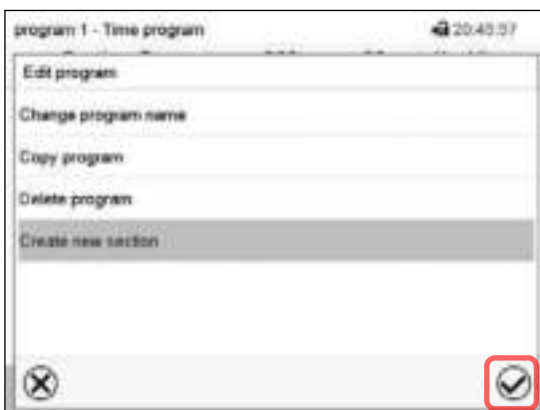 program 1 - Time program 20:45:57
Edit program
Change program name
Copy program
Delete program
Create new section